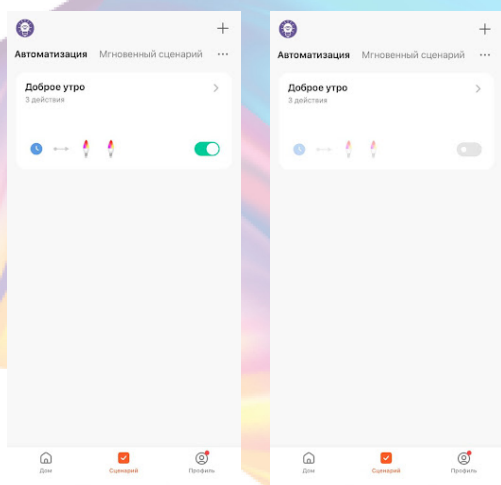 Автоматизация Мгновенный сценарий
Доброе утро
3 действия
Дом Сценарий Профиль
Автоматизация Мгновенный сценарий
Доброе утро
3 действия
Дом Сценарий Профиль